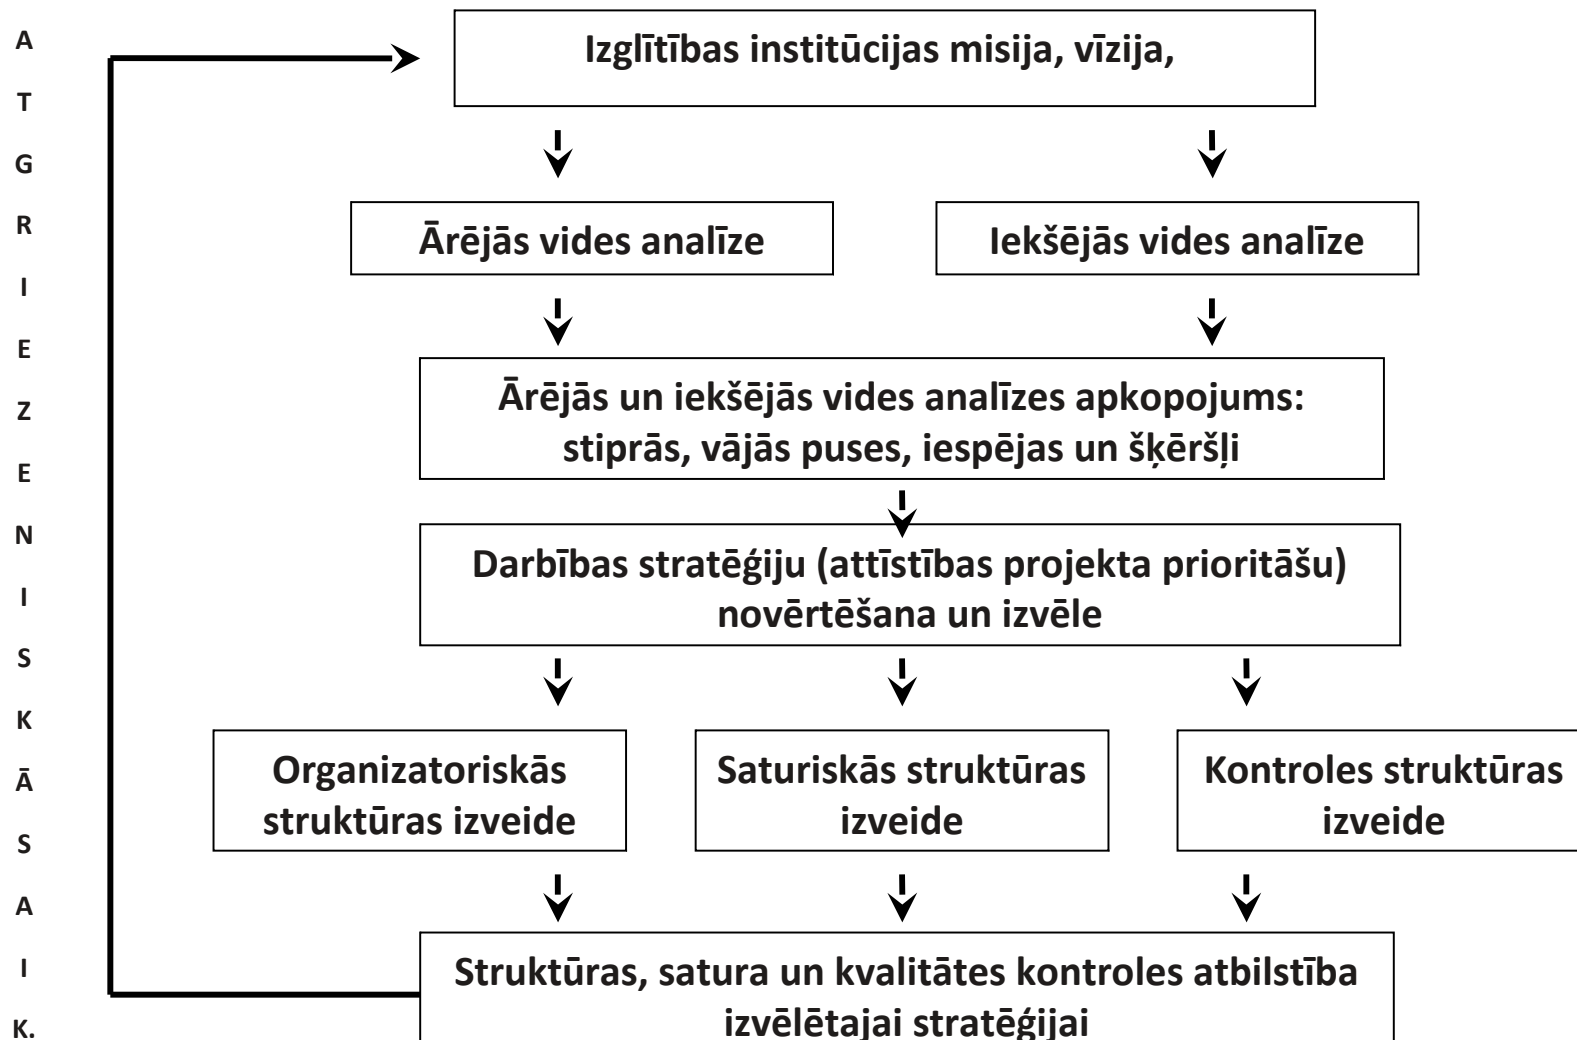 A
T
G
R
I
E
Z
E
N
I
S
K
Ā
S
A
I
K.
Izglītības institūcijas misija, vīzija,
Ārējās vides analīze
Iekšējās vides analīze
Ārējās un iekšējās vides analīzes apkopojums:
stiprās, vājās puses, iespējas un šķēršļi
Darbības stratēģiju (attīstības projekta prioritāšu)
novērtēšana un izvēle
Organizatoriskās
struktūras izveide
Saturiskās struktūras
izveide
Kontroles struktūras
izveide
Struktūras, satura un kvalitātes kontroles atbilstība
izvēlētajai stratēģijai